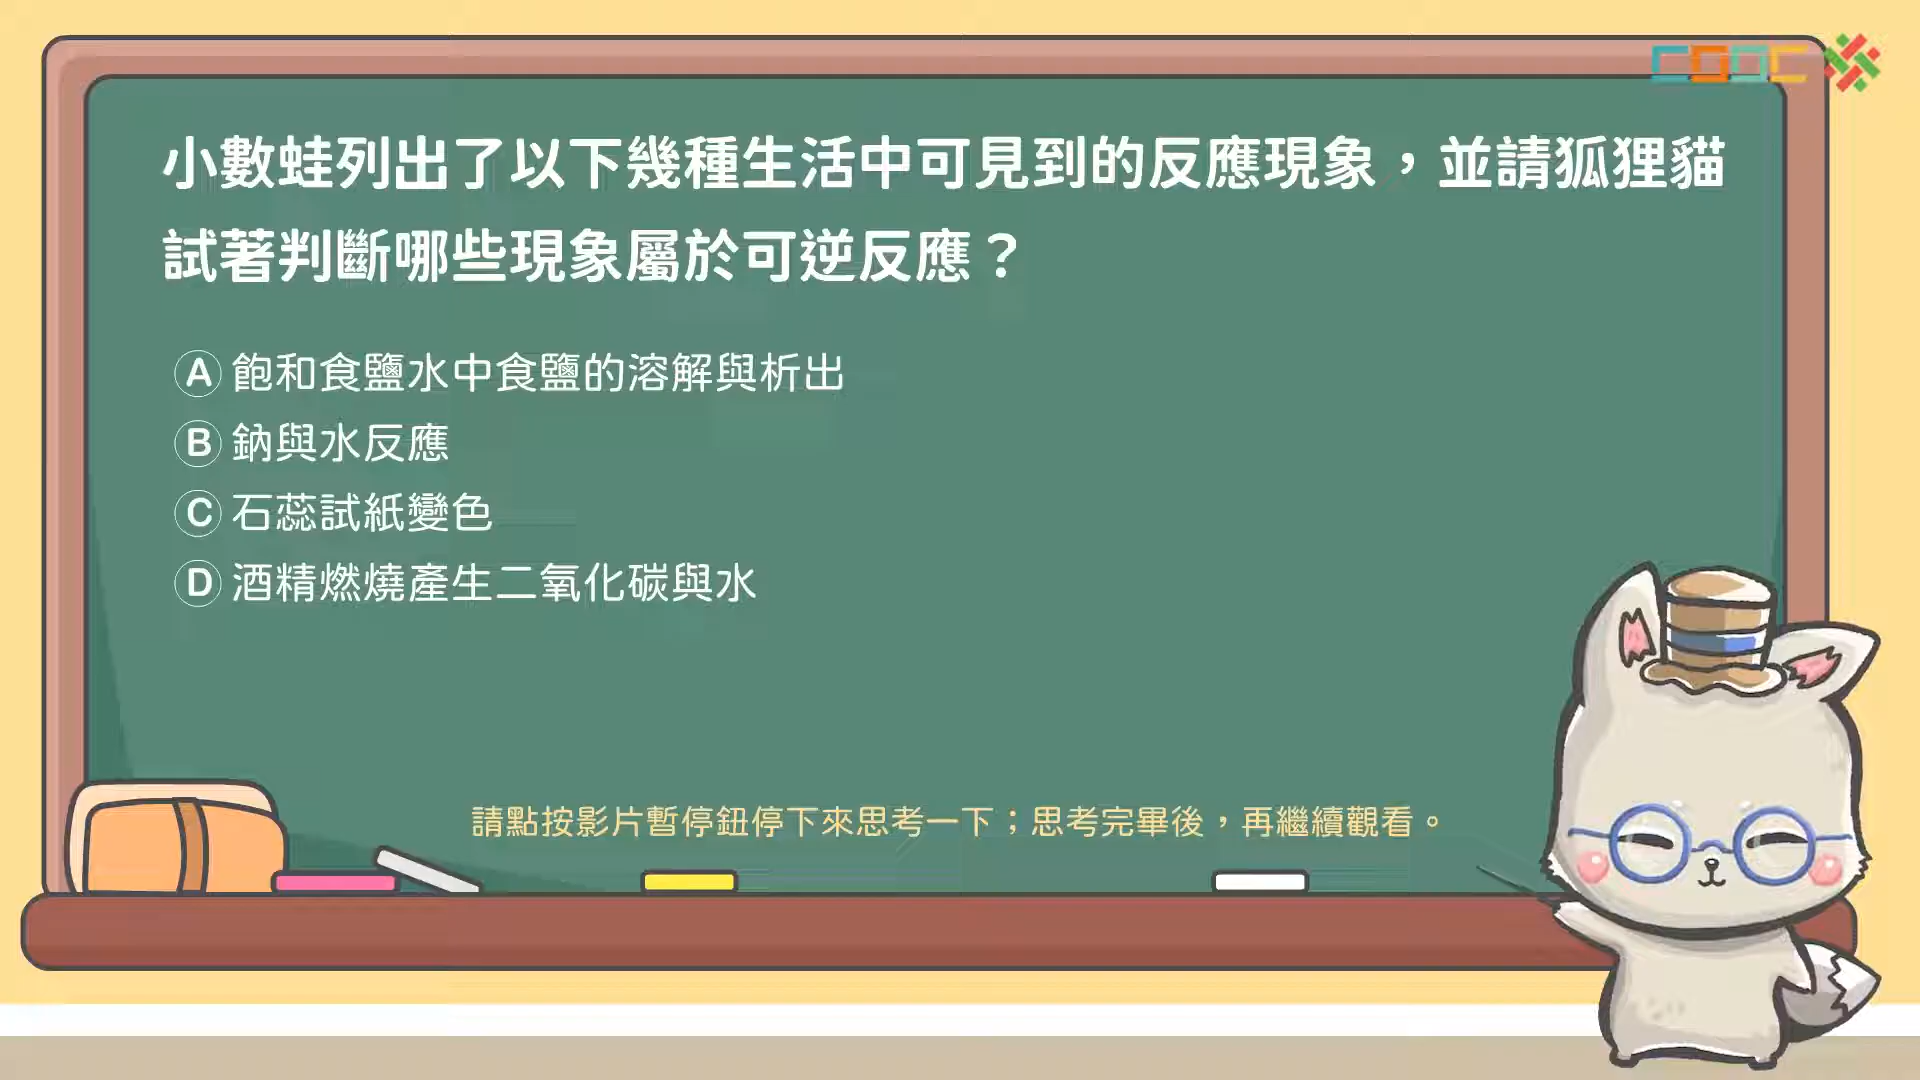 COOC
小數蛙列出了以下幾種生活中可見到的反應現象，並請狐狸貓
試著判斷哪些現象屬於可逆反應？
Ⓐ 飽和食鹽水中食鹽的溶解與析出
Ⓑ 鈉與水反應
Ⓒ 石蕊試紙變色
Ⓓ 酒精燃燒產生二氧化碳與水
請點按影片暫停鈕停下來思考一下；思考完畢後，再繼續觀看。